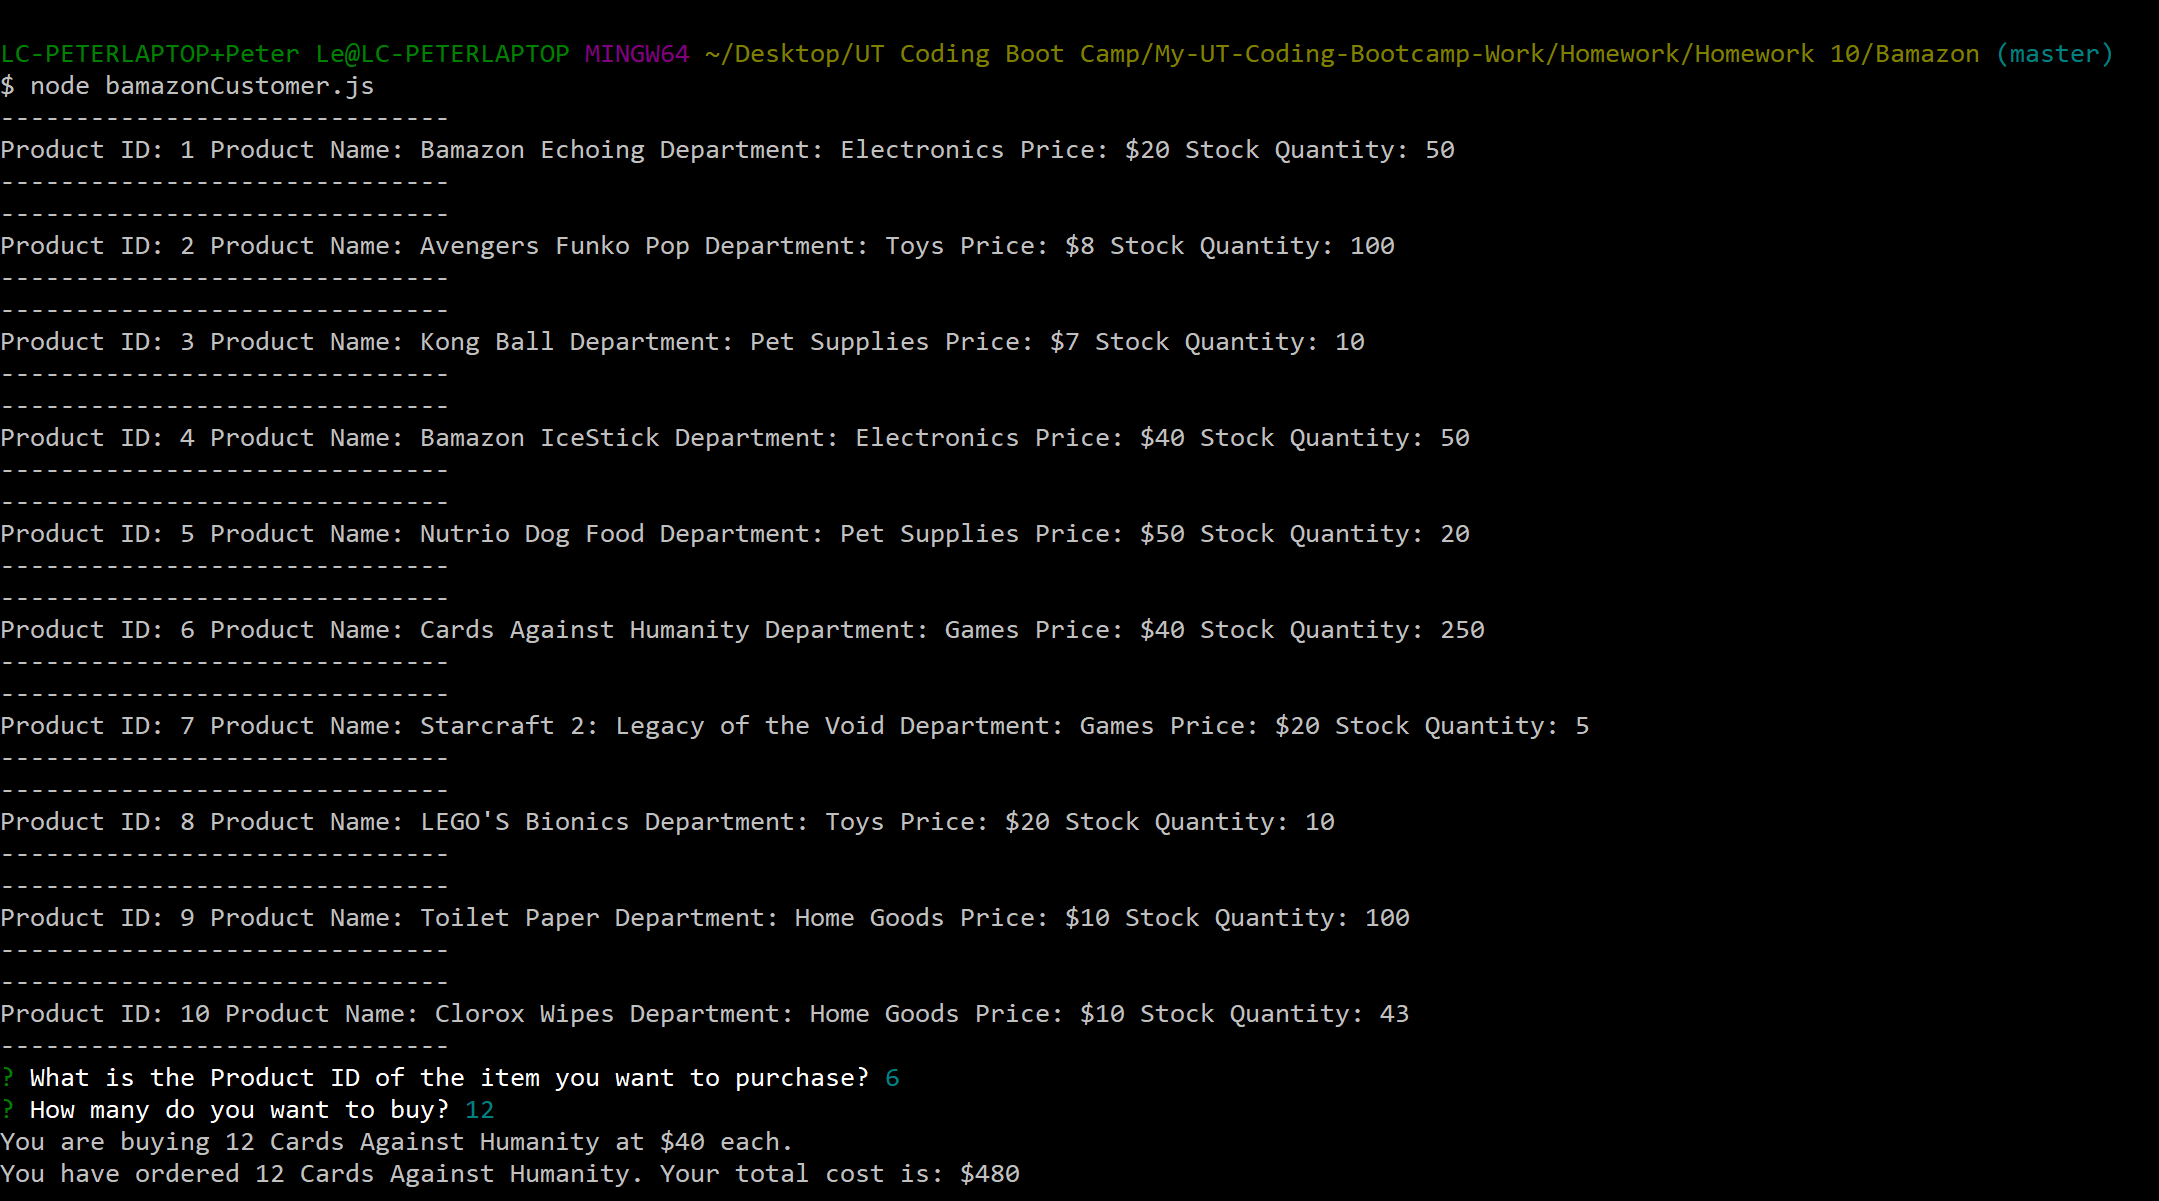 LC-PETERLAPTOP+Peter Le@LC-PETERLAPTOP MINGW64 ~/Desktop/UT Coding Boot Camp/My-UT-Coding-Bootcamp-Work/Homework/Homework 10/Bamazon (master)
$ node bamazonCustomer.js
------------------------------
Product ID: 1 Product Name: Bamazon Echoing Department: Electronics Price: $20 Stock Quantity: 50
------------------------------
------------------------------
Product ID: 2 Product Name: Avengers Funko Pop Department: Toys Price: $8 Stock Quantity: 100
------------------------------
------------------------------
Product ID: 3 Product Name: Kong Ball Department: Pet Supplies Price: $7 Stock Quantity: 10
------------------------------
------------------------------
Product ID: 4 Product Name: Bamazon IceStick Department: Electronics Price: $40 Stock Quantity: 50
------------------------------
------------------------------
Product ID: 5 Product Name: Nutrio Dog Food Department: Pet Supplies Price: $50 Stock Quantity: 20
------------------------------
------------------------------
Product ID: 6 Product Name: Cards Against Humanity Department: Games Price: $40 Stock Quantity: 250
------------------------------
------------------------------
Product ID: 7 Product Name: Starcraft 2: Legacy of the Void Department: Games Price: $20 Stock Quantity: 5
------------------------------
------------------------------
Product ID: 8 Product Name: LEGO'S Bionics Department: Toys Price: $20 Stock Quantity: 10
------------------------------
------------------------------
Product ID: 9 Product Name: Toilet Paper Department: Home Goods Price: $10 Stock Quantity: 100
------------------------------
------------------------------
Product ID: 10 Product Name: Clorox Wipes Department: Home Goods Price: $10 Stock Quantity: 43
------------------------------
? What is the Product ID of the item you want to purchase? 6
? How many do you want to buy? 12
You are buying 12 Cards Against Humanity at $40 each.
You have ordered 12 Cards Against Humanity. Your total cost is: $480